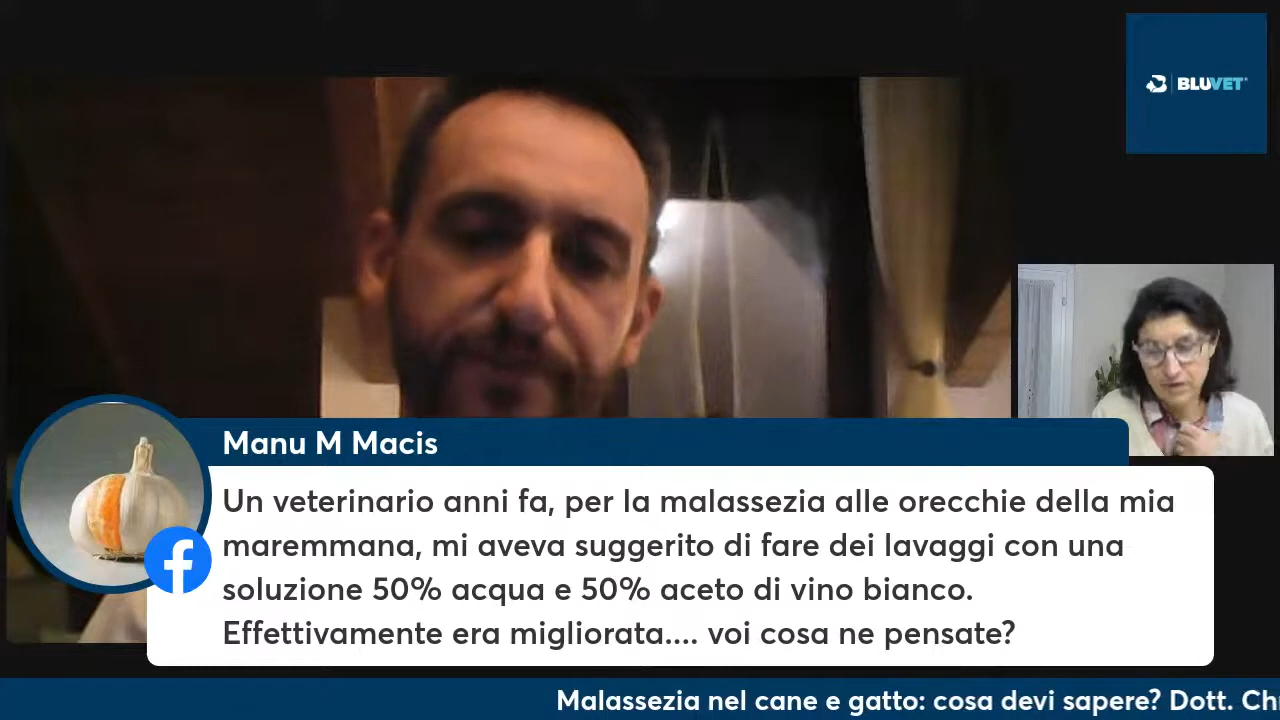 BLUVET
Manu M Macis
Un veterinario anni fa, per la malassezia alle orecchie della mia
maremmana, mi aveva suggerito di fare dei lavaggi con una
soluzione 50% acqua e 50% aceto di vino bianco.
Effettivamente era migliorata.... voi cosa ne pensate?
Malassezia nel cane e gatto: cosa devi sapere? Dott. Ch